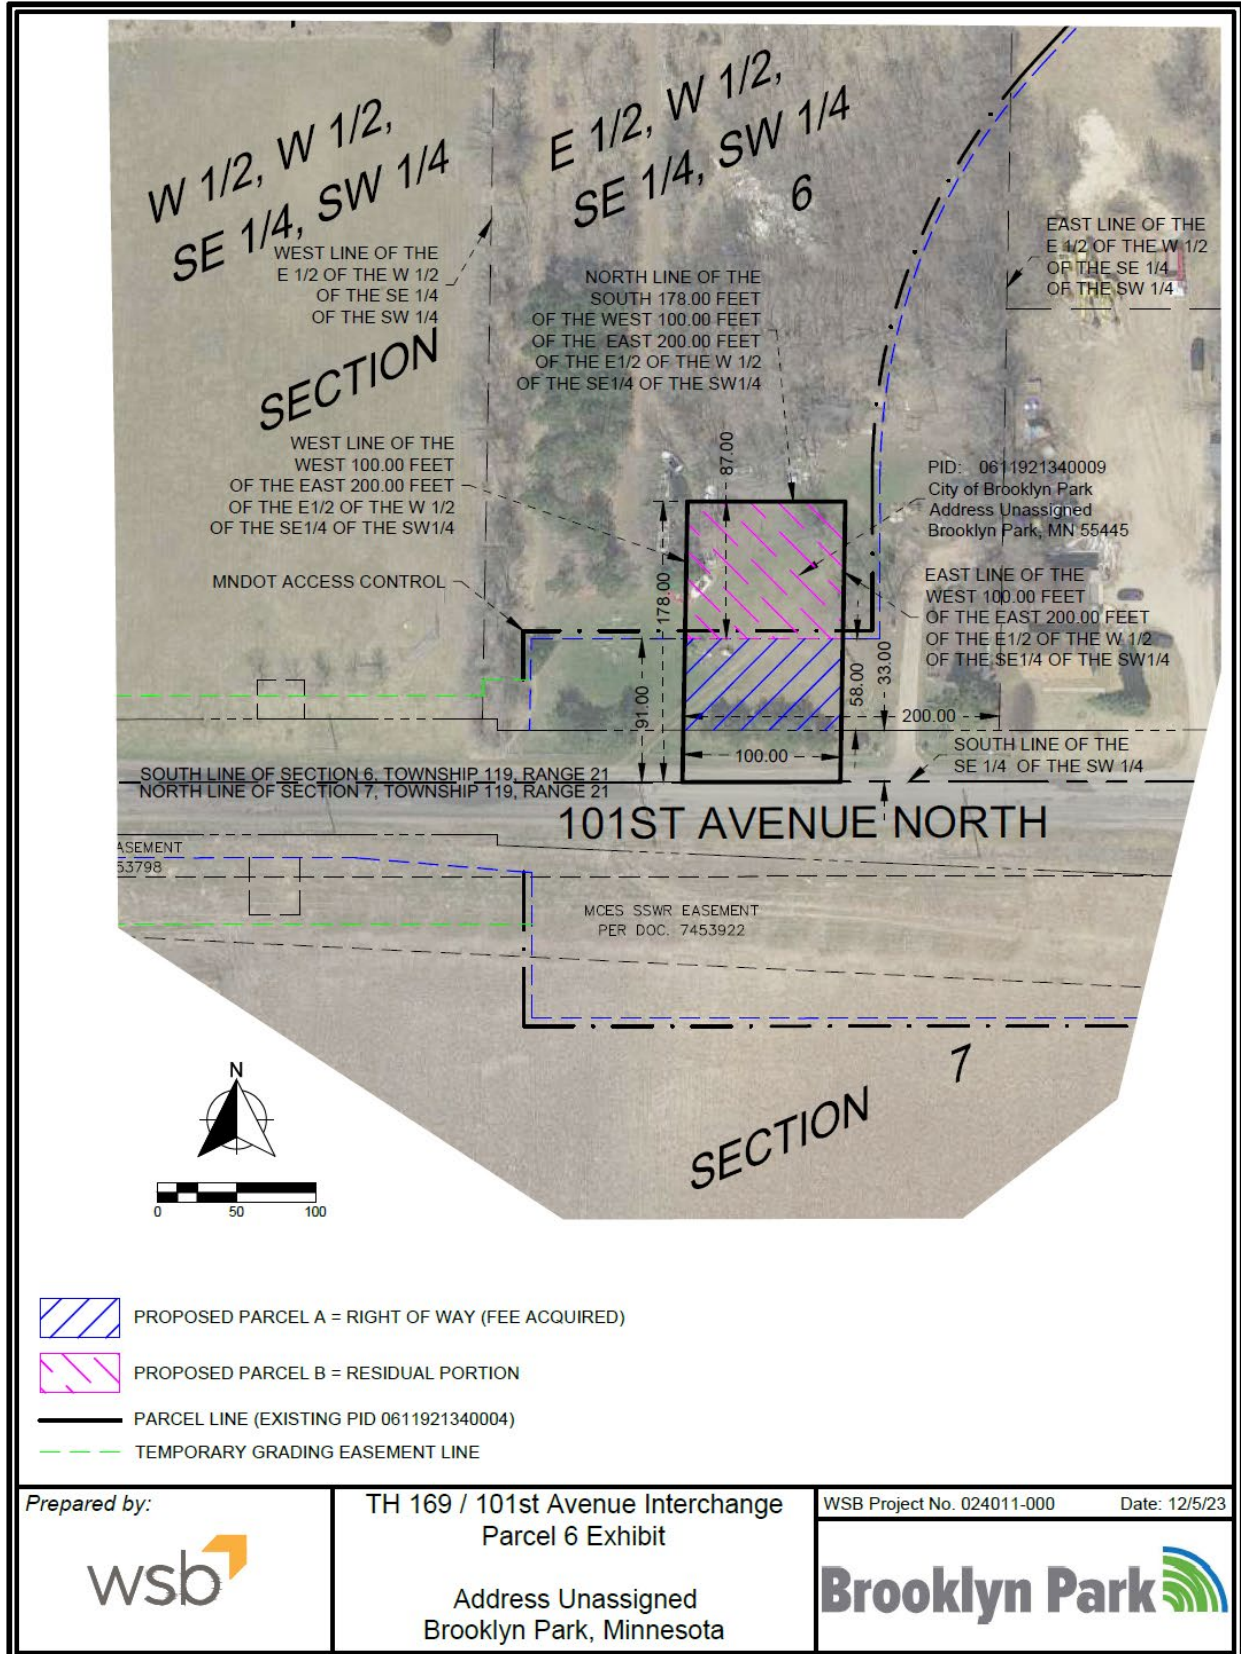 W 1/2, W 1/2,
SE 1/4, SW 1/4
E 1/2, W 1/2,
SE 1/4, SW 1/4
6
WEST LINE OF THE
E 1/2 OF THE W 1/2
OF THE SE 1/4
OF THE SW 1/4
EAST LINE OF THE
E 1/2 OF THE W 1/2
OF THE SE 1/4
OF THE SW 1/4
NORTH LINE OF THE
SOUTH 178.00 FEET
OF THE WEST 100.00 FEET
OF THE EAST 200.00 FEET
OF THE E1/2 OF THE W 1/2
OF THE SE1/4 OF THE SW1/4
SECTION
WEST LINE OF THE
WEST 100.00 FEET
OF THE EAST 200.00 FEET
OF THE E1/2 OF THE W 1/2
OF THE SE1/4 OF THE SW1/4
87.00
PID: 0611921340009
City of Brooklyn Park
Address Unassigned
Brooklyn Park, MN 55445
MNDOT ACCESS CONTROL
178.00
EAST LINE OF THE
WEST 100.00 FEET
OF THE EAST 200.00 FEET
OF THE E1/2 OF THE W 1/2
OF THE SE1/4 OF THE SW1/4
91.00
58.00
33.00
200.00
100.00
SOUTH LINE OF THE
SE 1/4 OF THE SW 1/4
SOUTH LINE OF SECTION 6, TOWNSHIP 119, RANGE 21
NORTH LINE OF SECTION 7, TOWNSHIP 119, RANGE 21
101ST AVENUE NORTH
ASEMENT
53798
MCES SSWR EASEMENT
PER DOC. 7453922
7
SECTION
N
0 50 100
PROPOSED PARCEL A = RIGHT OF WAY (FEE ACQUIRED)
PROPOSED PARCEL B = RESIDUAL PORTION
PARCEL LINE (EXISTING PID 0611921340004)
TEMPORARY GRADING EASEMENT LINE
Prepared by:
wsb
TH 169 / 101st Avenue Interchange
Parcel 6 Exhibit
Address Unassigned
Brooklyn Park, Minnesota
WSB Project No. 024011-000 Date: 12/5/23
Brooklyn Park